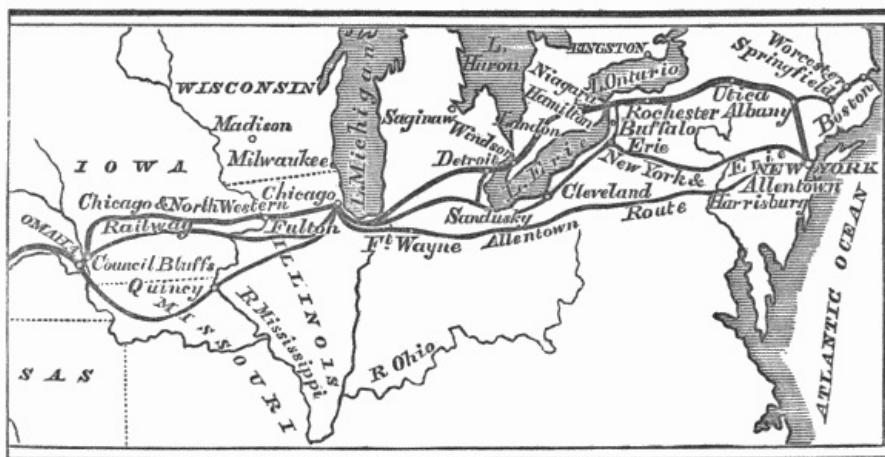 KINGSTON
L. Huron
L. Ontario
Worcester
Springfield
WISCONSIN
L. Michigan
Saginaw
Niagara
Hamilton
Utica
Rochester Albany
Boston
Madison
Windsor
London
Buffalo
Milwaukee
Detroit
L. Erie
Erie
IOWA
New York & Erie
NEW YORK
Chicago
Cleveland
Allentown
Chicago & North Western
Railway
Fulton
Sandusky
Route
Harrisburg
OMAHA
Ft. Wayne
Allentown
Council Bluffs
Quincy
ILLINOIS
MISSOURI
R Mississippi
R Ohio
SAS
ATLANTIC OCEAN